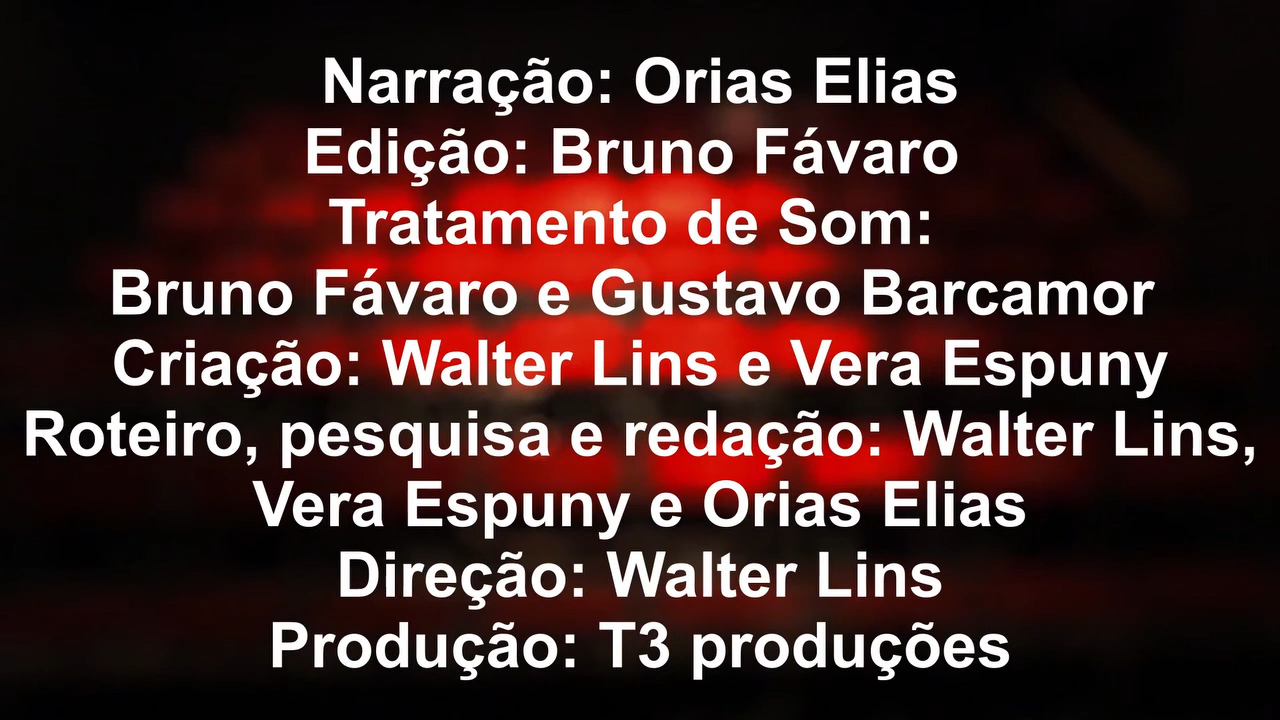 Narração: Orias Elias
Edição: Bruno Fávaro
Tratamento de Som:
Bruno Fávaro e Gustavo Barcamor
Criação: Walter Lins e Vera Espuny
Roteiro, pesquisa e redação: Walter Lins,
Vera Espuny e Orias Elias
Direção: Walter Lins
Produção: T3 produções